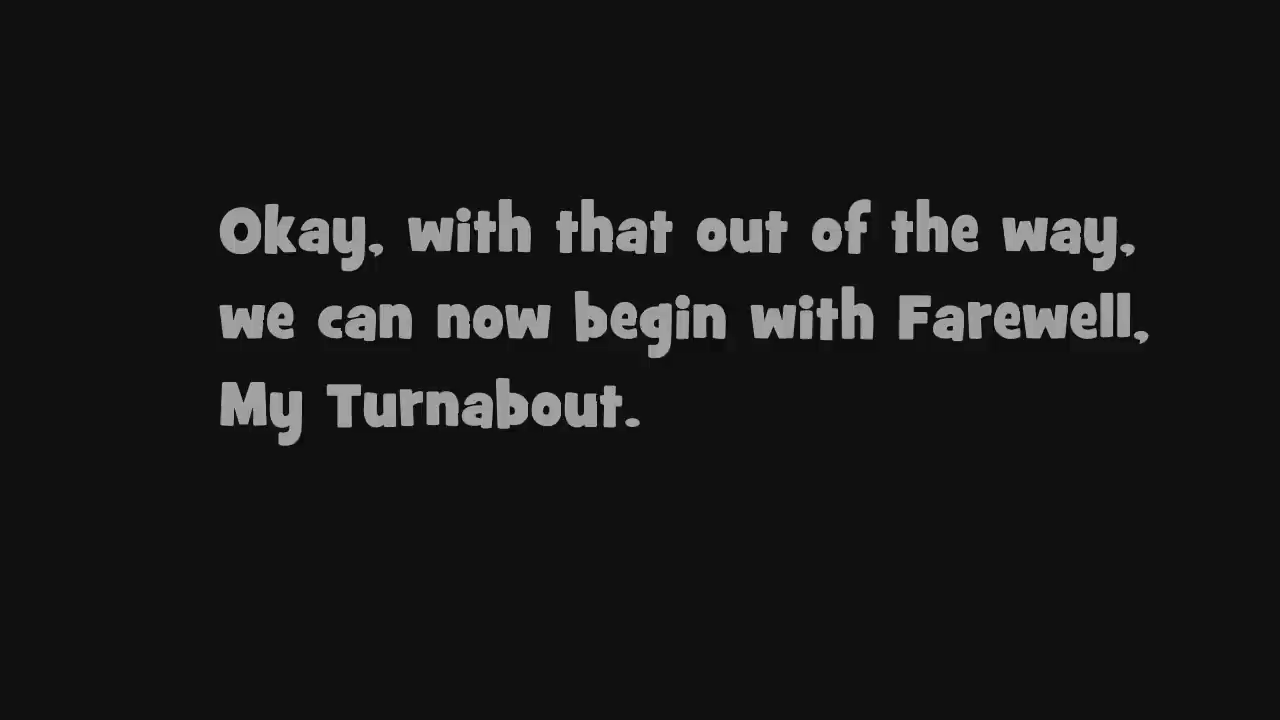 Okay, with that out of the way,
we can now begin with Farewell,
My Turnabout.